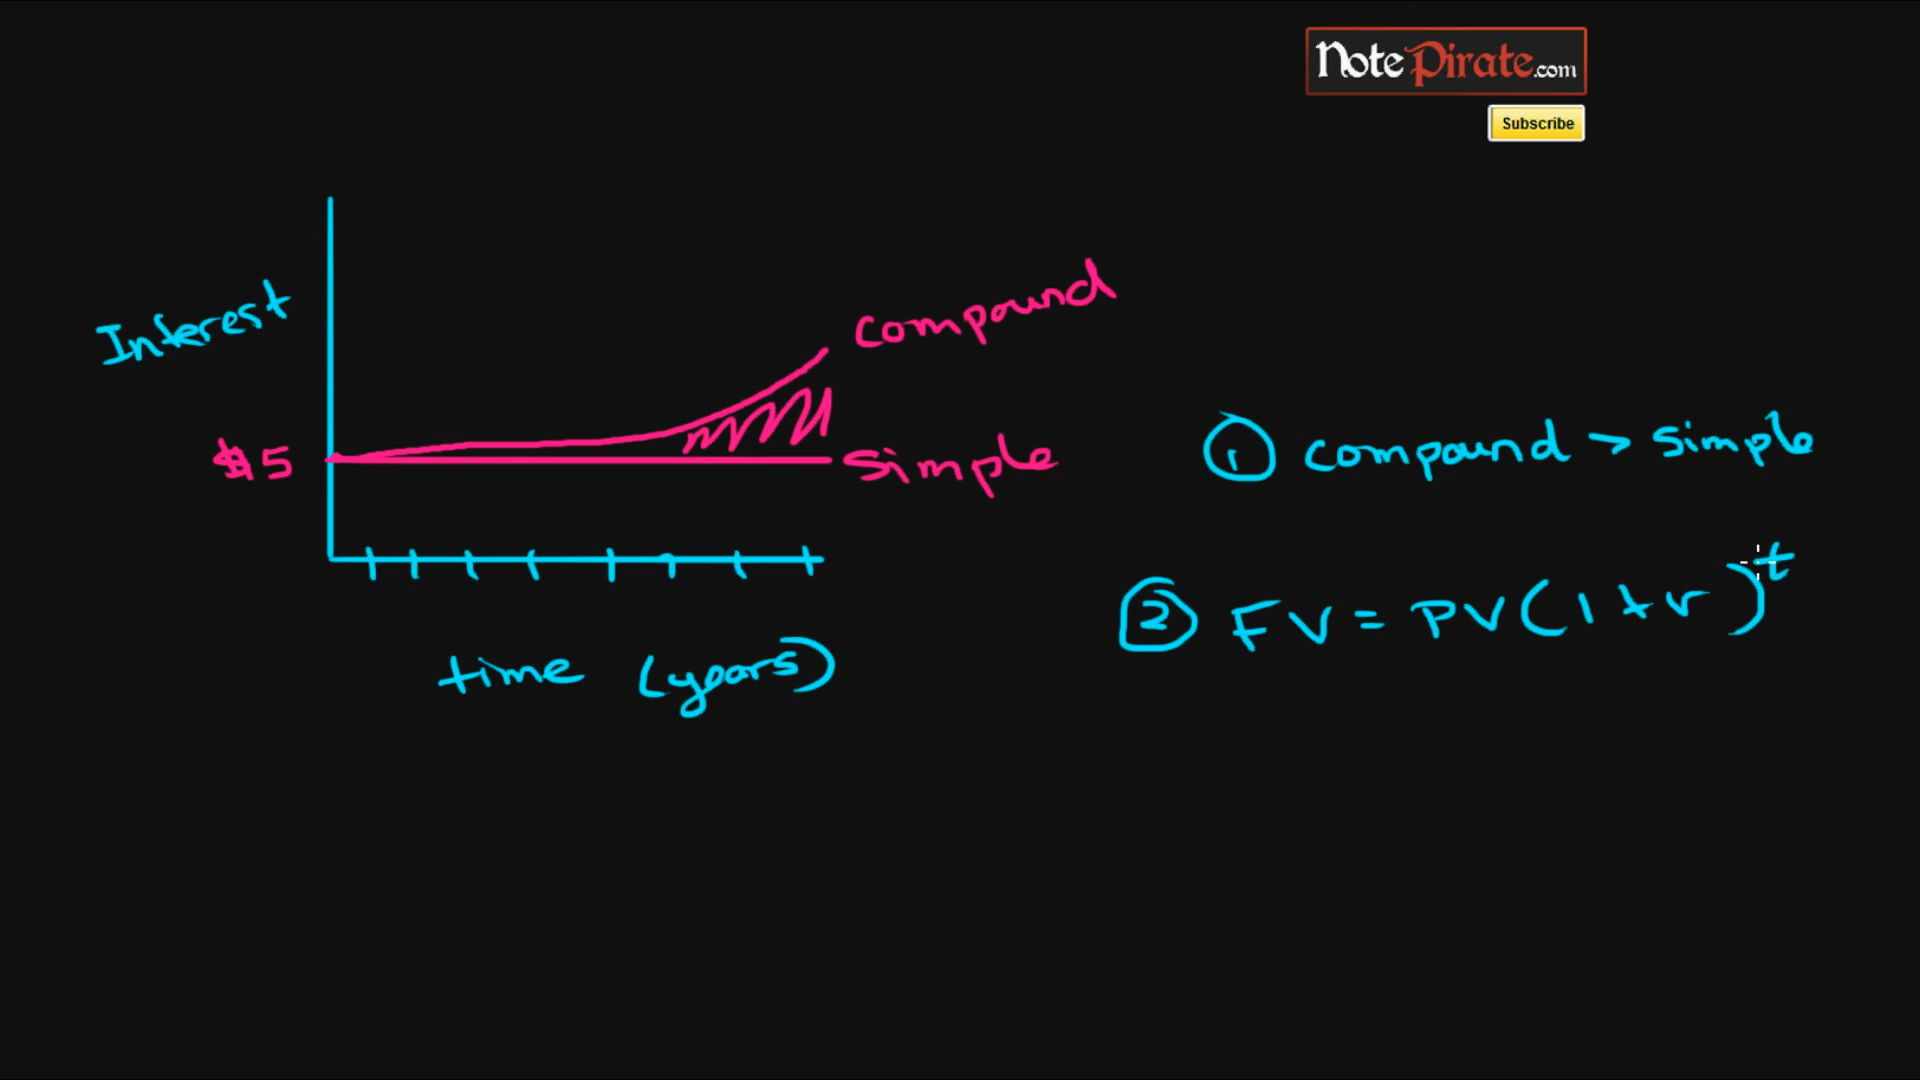 NotePirate.com
Subscribe
Interest
compound
$5
simple
time (years)
① compound > simple
② FV = PV(1+r)^t